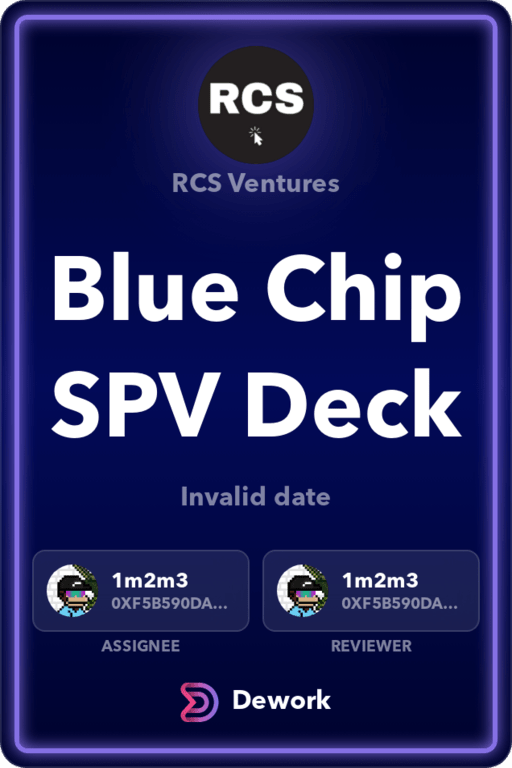 RCS
RCS Ventures
Blue Chip
SPV Deck
Invalid date
1m2m3
0XF5B590DA...
1m2m3
0XF5B590DA...
ASSIGNEE
REVIEWER
Dework